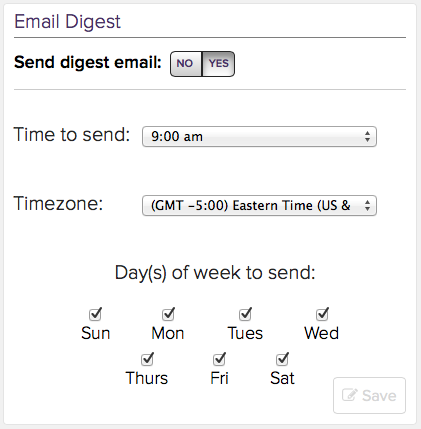 Email Digest
Send digest email: NO YES
Time to send: 9:00 am
Timezone: (GMT -5:00) Eastern Time (US &
Day(s) of week to send:
Sun Mon Tues Wed
Thurs Fri Sat
Save